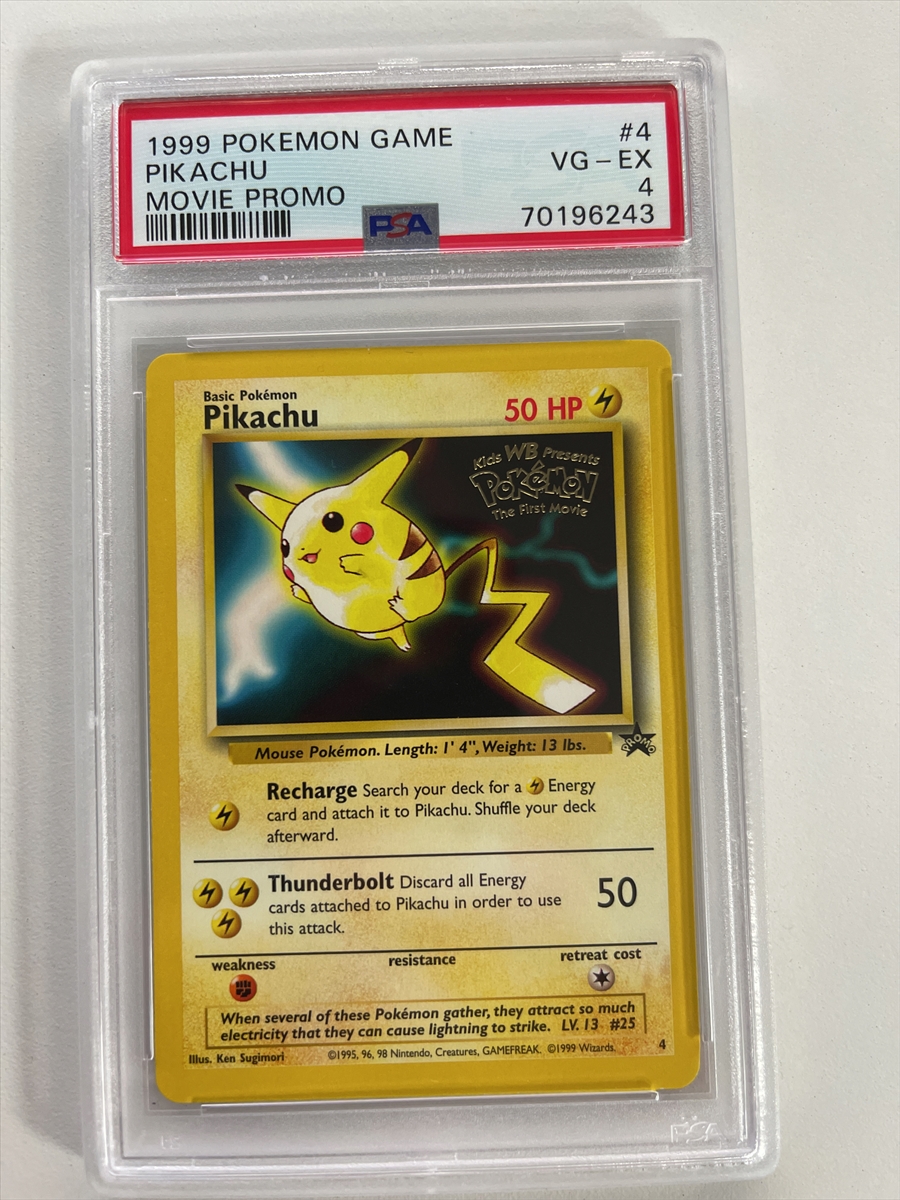 1999 POKEMON GAME #4
PIKACHU VG – EX
MOVIE PROMO 4
70196243
PSA
Basic Pokémon
Pikachu 50 HP
Kids WB Presents
POKéMON
The First Movie
Mouse Pokémon. Length: 1' 4", Weight: 13 lbs.
PROMO
Recharge Search your deck for a Energy
card and attach it to Pikachu. Shuffle your deck
afterward.
Thunderbolt Discard all Energy
cards attached to Pikachu in order to use
this attack.
50
weakness resistance retreat cost
When several of these Pokémon gather, they attract so much
electricity that they can cause lightning to strike. LV. 13 #25
Illus. Ken Sugimori ©1995, 96, 98 Nintendo, Creatures, GAMEFREAK. ©1999 Wizards. 4
PSA